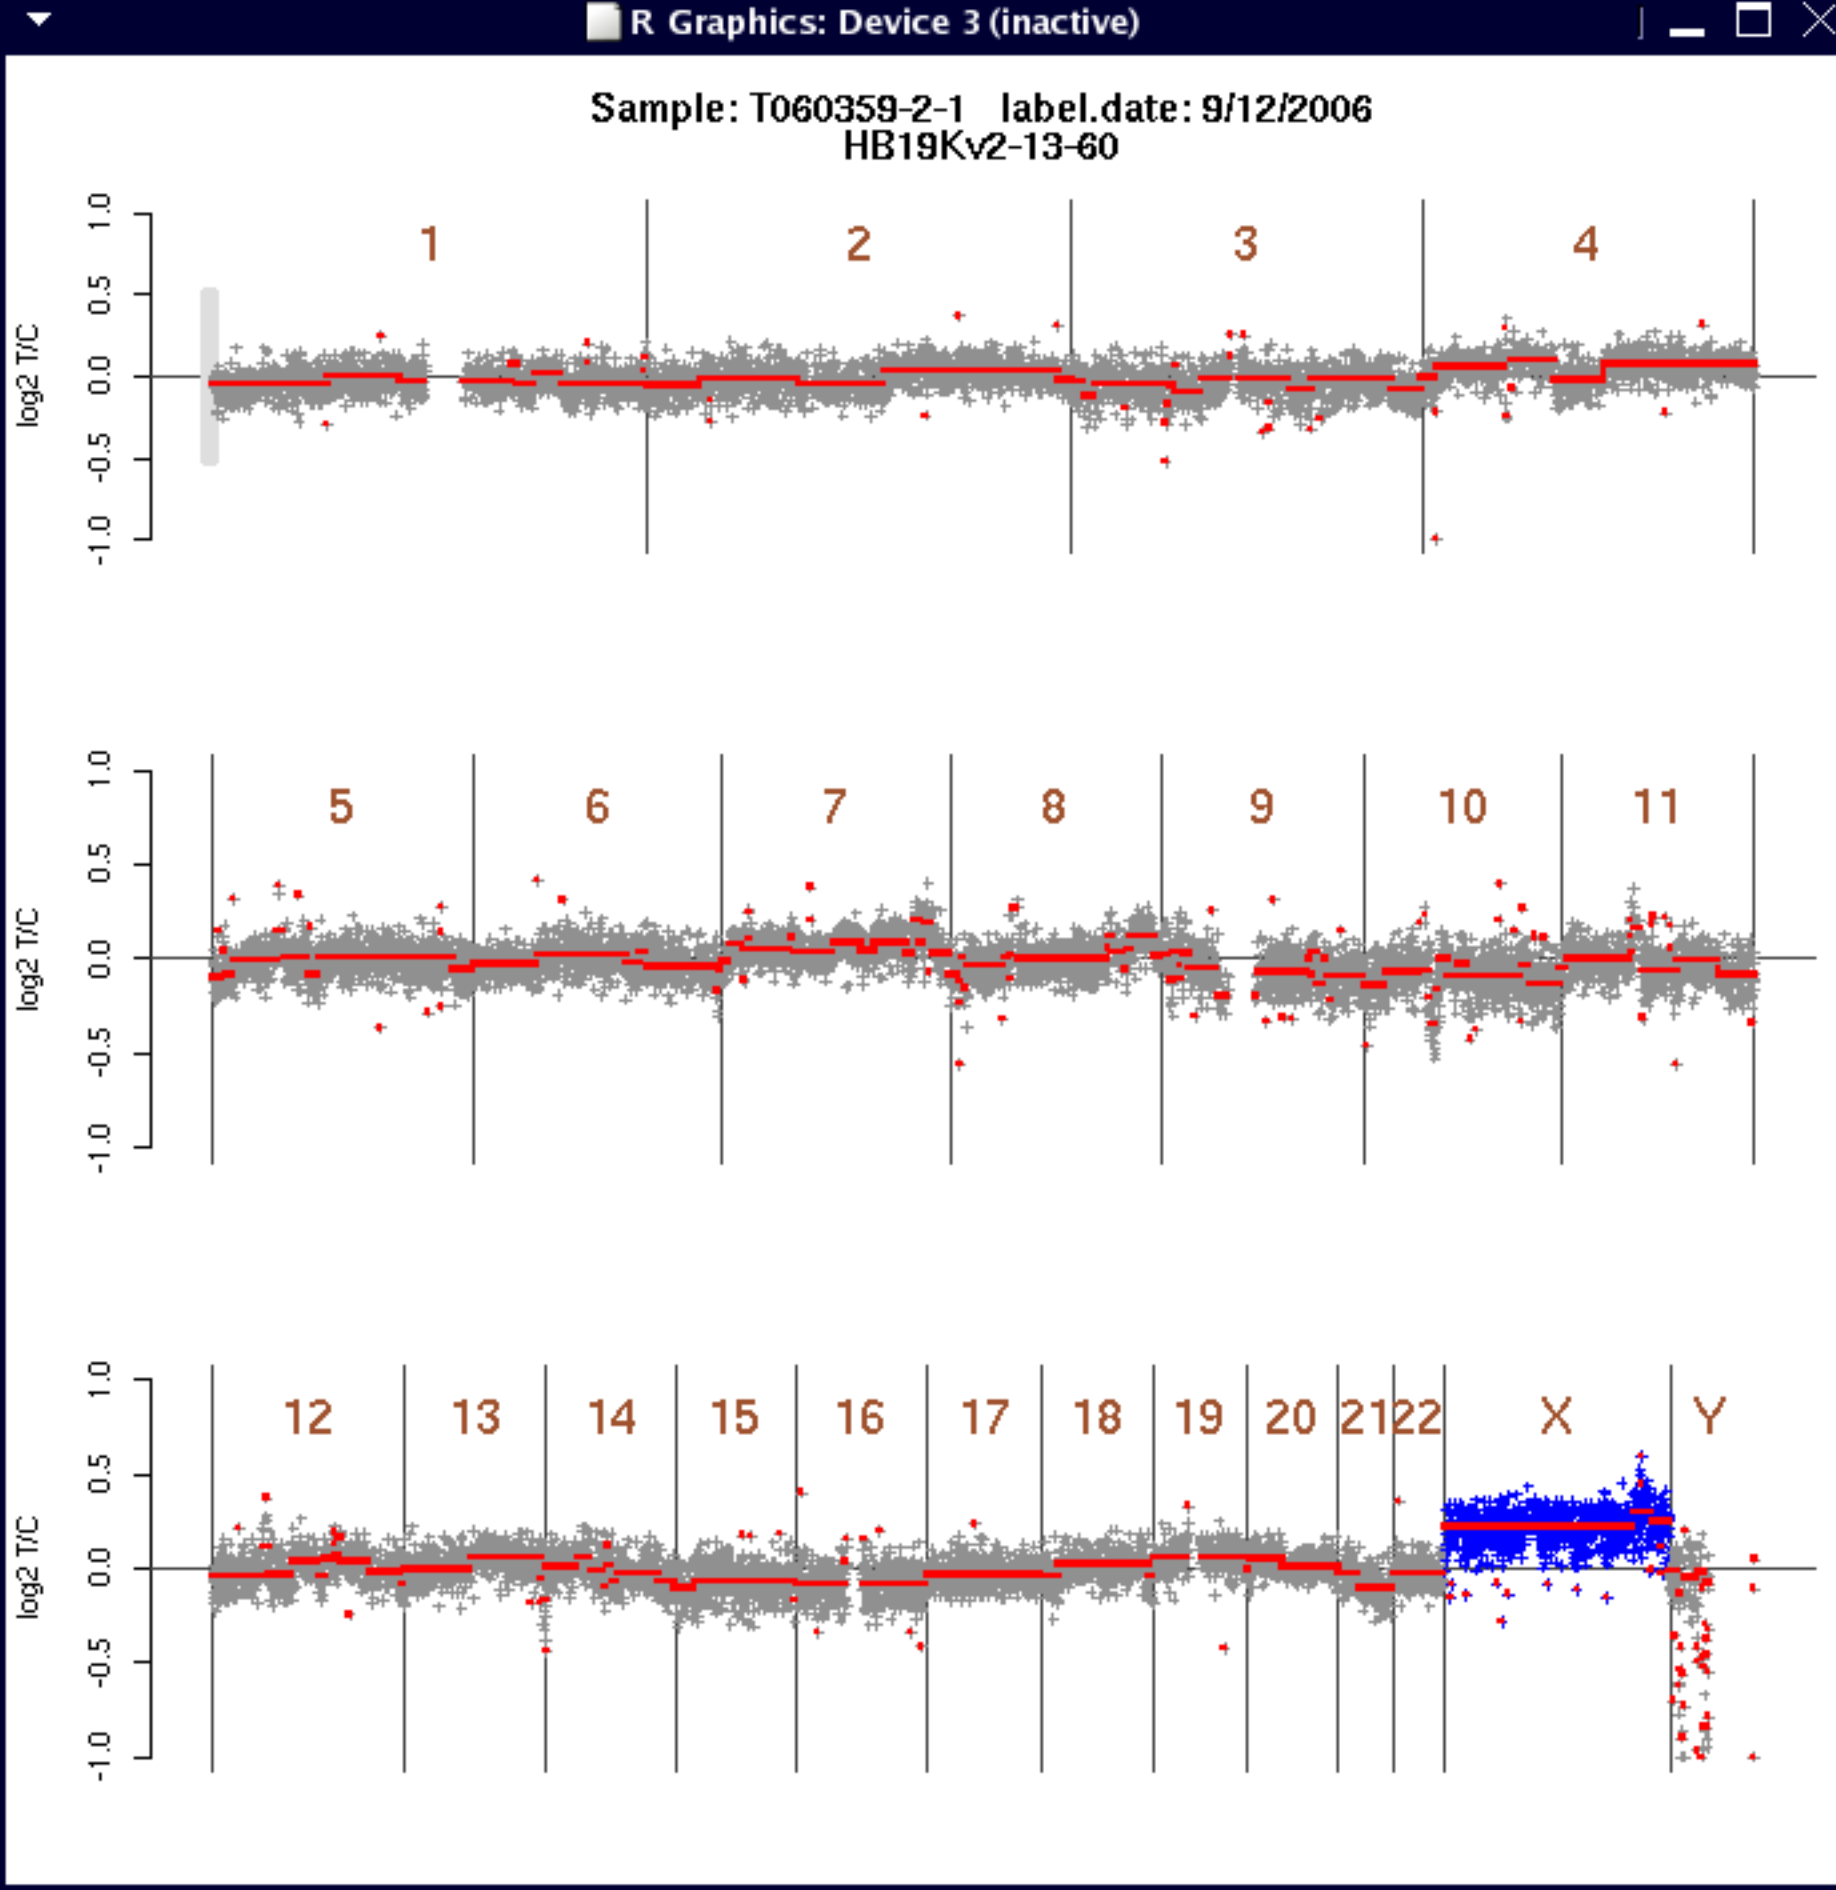 R Graphics: Device 3 (inactive)
Sample: T060359-2-1 label.date: 9/12/2006
HB19Kv2-13-60
1 2 3 4
1.0
0.5
0.0
-0.5
-1.0
log2 T/C
5 6 7 8 9 10 11
1.0
0.5
0.0
-0.5
-1.0
log2 T/C
12 13 14 15 16 17 18 19 20 21 22 X Y
1.0
0.5
0.0
-0.5
-1.0
log2 T/C